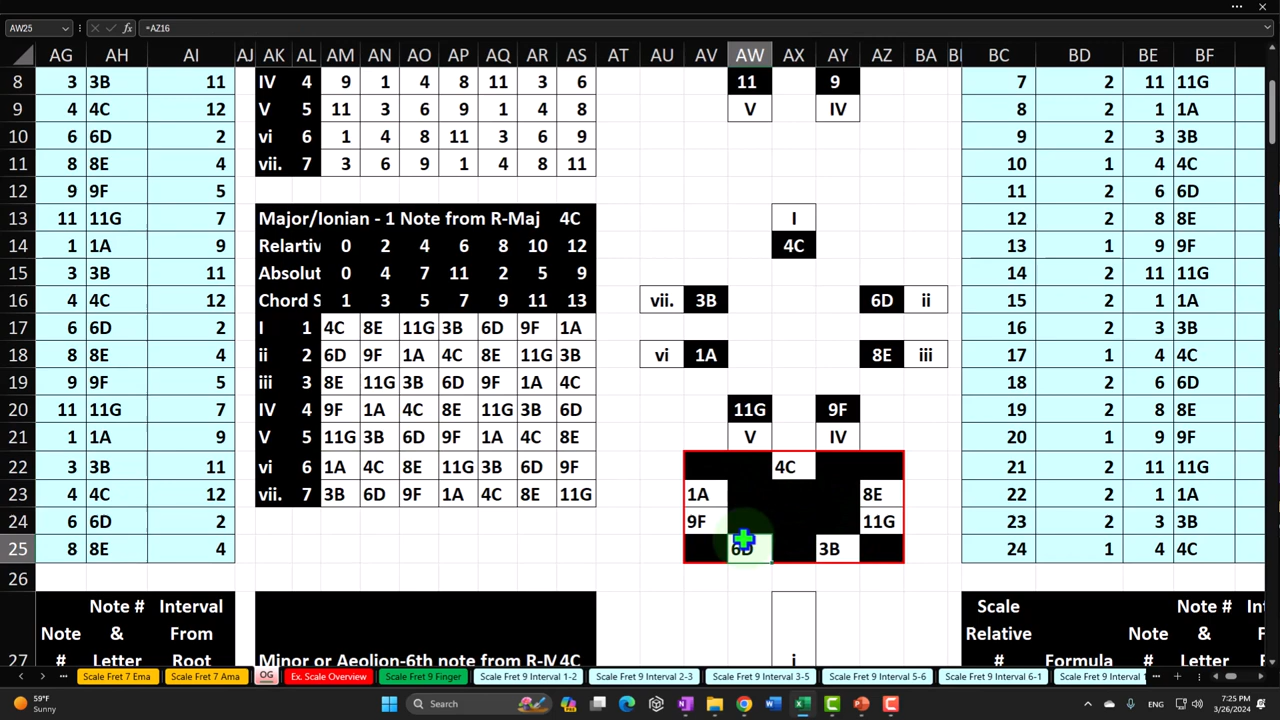 AW25 fx =AZ16
AG AH AI AJ AK AL AM AN AO AP AQ AR AS AT AU AV AW AX AY AZ BA BC BD BE BF
8 3 3B 11 IV 4 9 1 4 8 11 3 6 11 9 7 2 11 11G
9 4 4C 12 V 5 11 3 6 9 1 4 8 V IV 8 2 1 1A
10 6 6D 2 vi 6 1 4 8 11 3 6 9 9 2 3 3B
11 8 8E 4 vii. 7 3 6 9 1 4 8 11 10 1 4 4C
12 9 9F 5 11 2 6 6D
13 11 11G 7 Major/Ionian - 1 Note from R-Maj 4C I 12 2 8 8E
14 1 1A 9 Relartiv 0 2 4 6 8 10 12 4C 13 1 9 9F
15 3 3B 11 Absolut 0 4 7 11 2 5 9 14 2 11 11G
16 4 4C 12 Chord S 1 3 5 7 9 11 13 vii. 3B 6D ii 15 2 1 1A
17 6 6D 2 I 1 4C 8E 11G 3B 6D 9F 1A 16 2 3 3B
18 8 8E 4 ii 2 6D 9F 1A 4C 8E 11G 3B vi 1A 8E iii 17 1 4 4C
19 9 9F 5 iii 3 8E 11G 3B 6D 9F 1A 4C 18 2 6 6D
20 11 11G 7 IV 4 9F 1A 4C 8E 11G 3B 6D 11G 9F 19 2 8 8E
21 1 1A 9 V 5 11G 3B 6D 9F 1A 4C 8E V IV 20 1 9 9F
22 3 3B 11 vi 6 1A 4C 8E 11G 3B 6D 9F 4C 21 2 11 11G
23 4 4C 12 vii. 7 3B 6D 9F 1A 4C 8E 11G 1A 8E 22 2 1 1A
24 6 6D 2 9F 11G 23 2 3 3B
25 8 8E 4 6D 3B 24 1 4 4C
26
Note # Interval Scale Note #
Note & From Relative Note &
# Letter Root # Formula # Letter
27 Minor or Aeolion-6th note from R-M 4C i
Scale Fret 7 Ema Scale Fret 7 Ama OG Ex. Scale Overview Scale Fret 9 Finger Scale Fret 9 Interval 1-2 Scale Fret 9 Interval 2-3 Scale Fret 9 Interval 3-5 Scale Fret 9 Interval 5-6 Scale Fret 9 Interval 6-1 Scale Fret 9 Interval 1
59°F
Sunny
Search
7:25 PM
3/26/2024